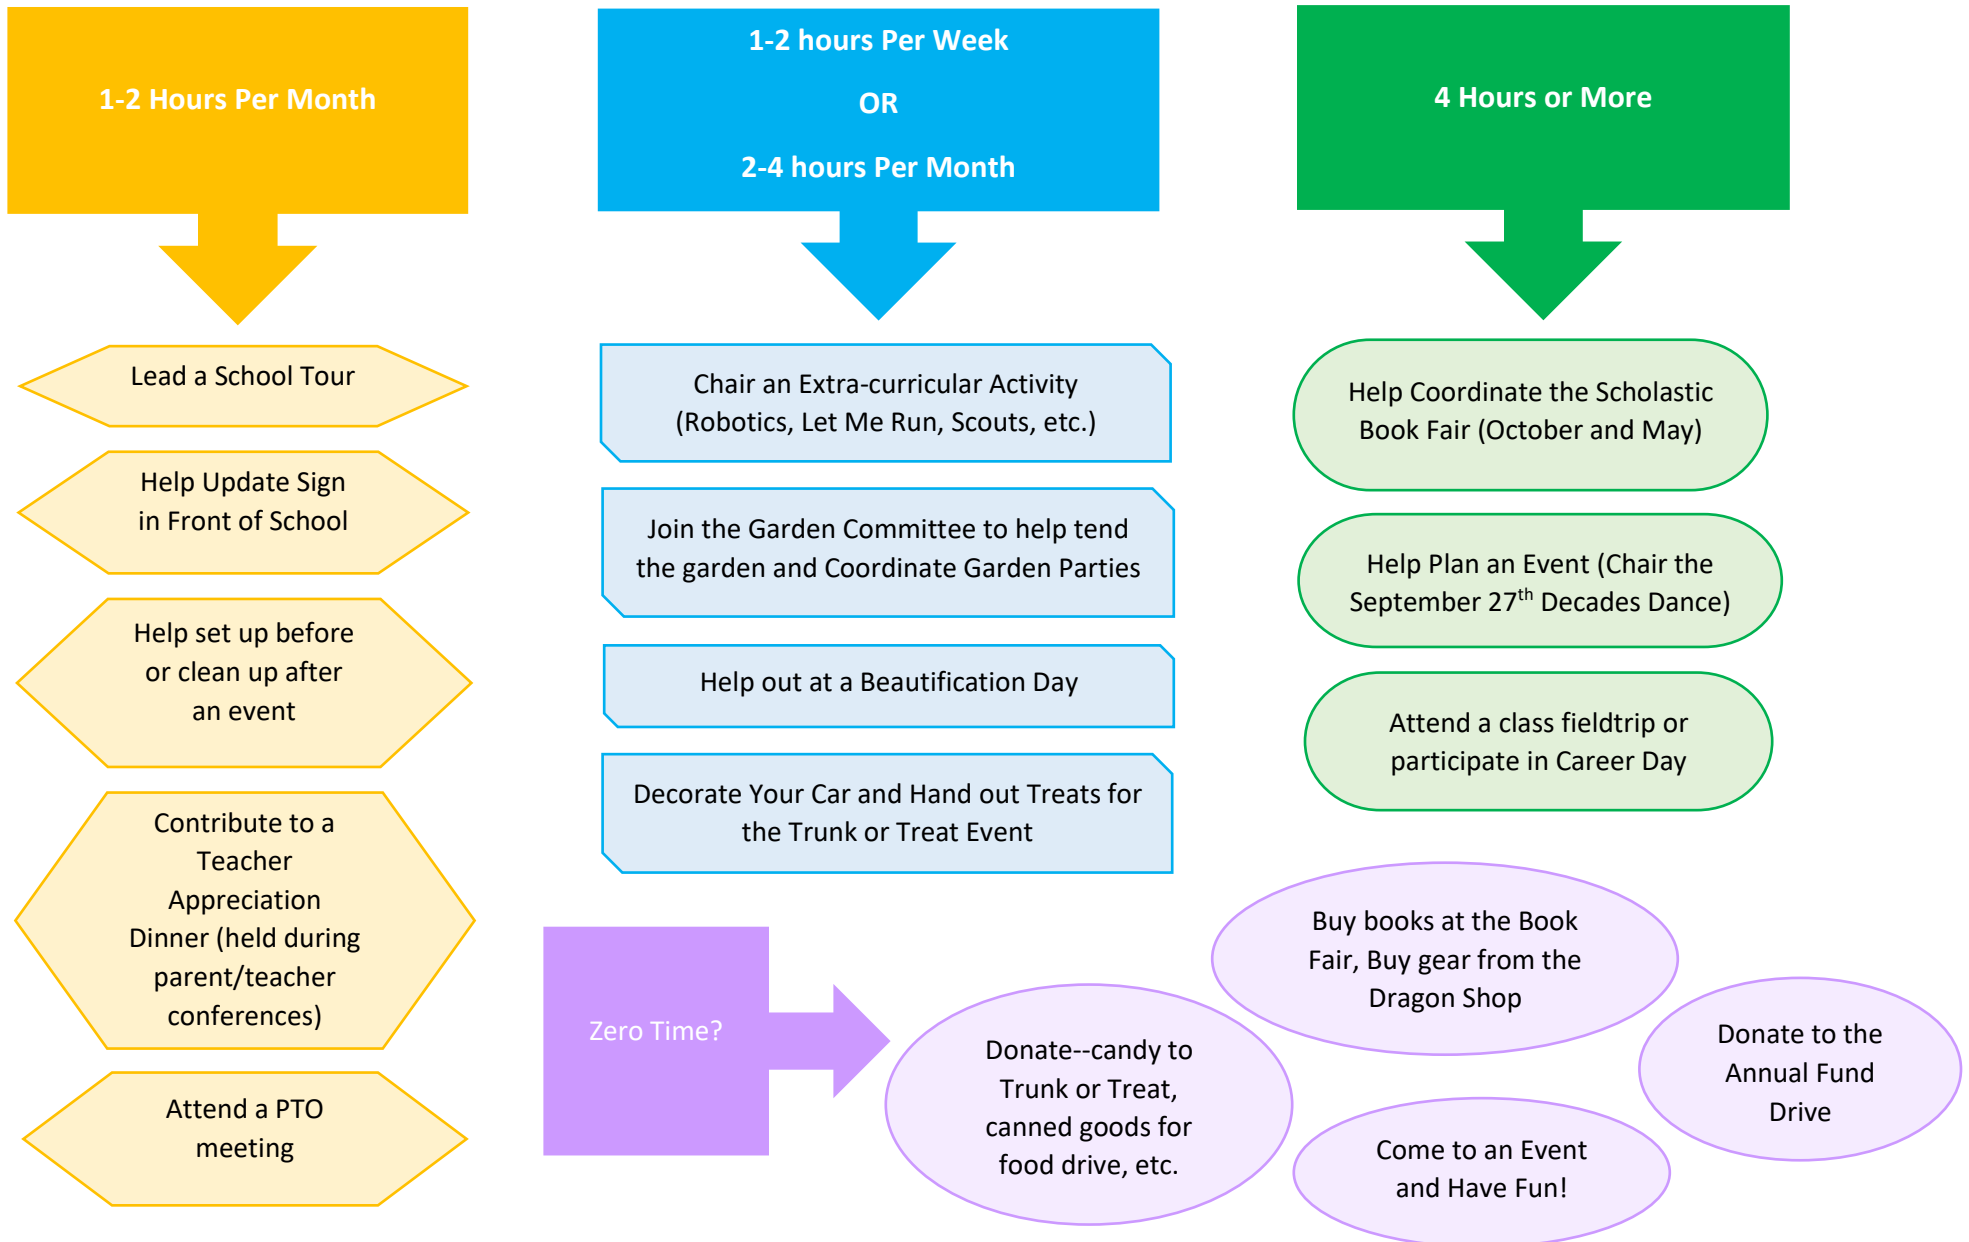 1-2 Hours Per Month
Lead a School Tour
Help Update Sign
in Front of School
Help set up before
or clean up after
an event
Contribute to a
Teacher
Appreciation
Dinner (held during
parent/teacher
conferences)
Attend a PTO
meeting
1-2 hours Per Week
OR
2-4 hours Per Month
Chair an Extra-curricular Activity
(Robotics, Let Me Run, Scouts, etc.)
Join the Garden Committee to help tend
the garden and Coordinate Garden Parties
Help out at a Beautification Day
Decorate Your Car and Hand out Treats for
the Trunk or Treat Event
4 Hours or More
Help Coordinate the Scholastic
Book Fair (October and May)
Help Plan an Event (Chair the
September 27th Decades Dance)
Attend a class fieldtrip or
participate in Career Day
Zero Time?
Donate--candy to
Trunk or Treat,
canned goods for
food drive, etc.
Buy books at the Book
Fair, Buy gear from the
Dragon Shop
Come to an Event
and Have Fun!
Donate to the
Annual Fund
Drive